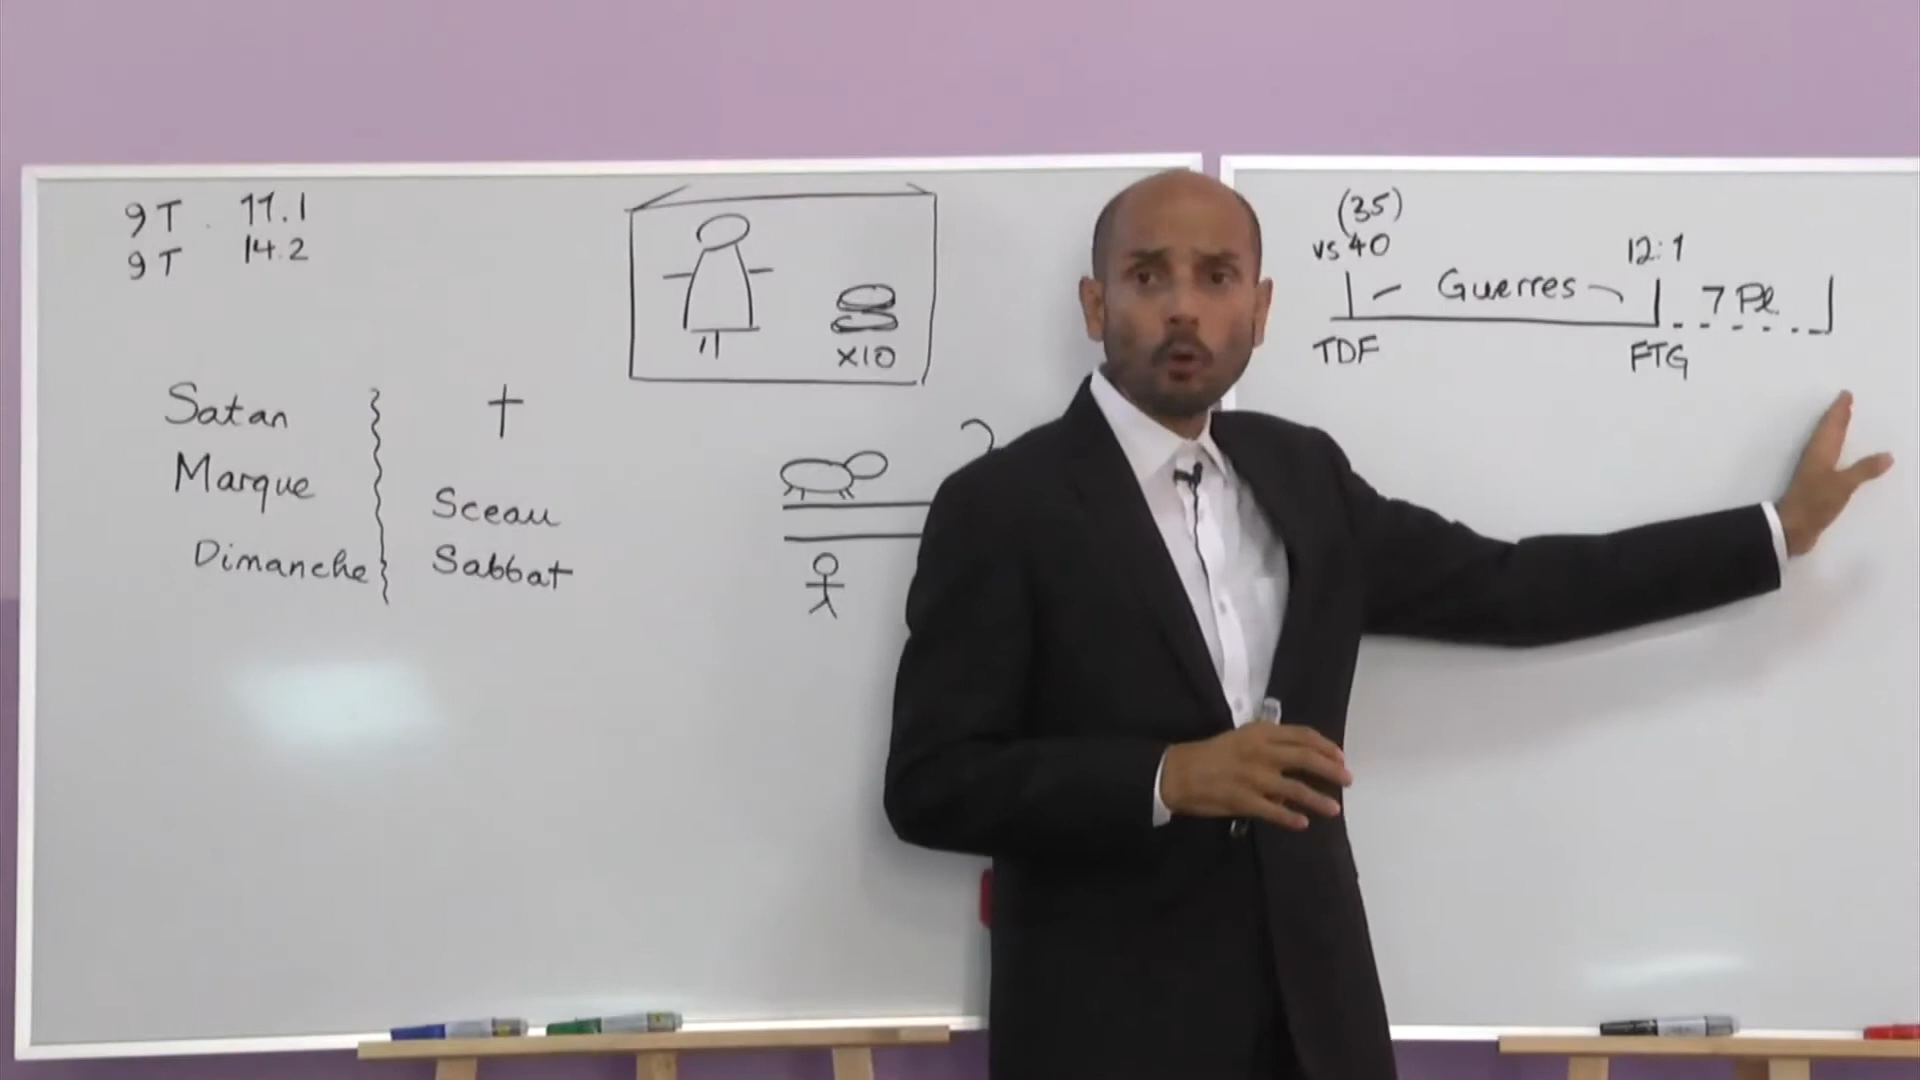 9T 11.1
9T 14.2
x10
Satan
Marque
Sceau
Dimanche
Sabbat
(35)
vs 40
12:1
Guerres
7 Pl
TDF
FTG